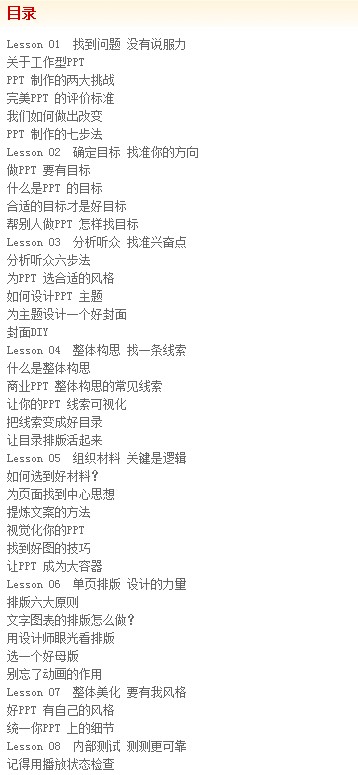 目录
Lesson 01 找到问题 没有说服力
关于工作型PPT
PPT 制作的两大挑战
完美PPT 的评价标准
我们如何做出改变
PPT 制作的七步法
Lesson 02 确定目标 找准你的方向
做PPT 要有目标
什么是PPT 的目标
合适的目标才是好目标
帮别人做PPT 怎样找目标
Lesson 03 分析听众 找准兴奋点
分析听众六步法
为PPT 选合适的风格
如何设计PPT 主题
为主题设计一个好封面
封面DIY
Lesson 04 整体构思 找一条线索
什么是整体构思
商业PPT 整体构思的常见线索
让你的PPT 线索可视化
把线索变成好目录
让目录排版活起来
Lesson 05 组织材料 关键是逻辑
如何选到好材料？
为页面找到中心思想
提炼文案的方法
视觉化你的PPT
找到好图的技巧
让PPT 成为大容器
Lesson 06 单页排版 设计的力量
排版六大原则
文字图表的排版怎么做？
用设计师眼光看排版
选一个好母版
别忘了动画的作用
Lesson 07 整体美化 要有我风格
好PPT 有自己的风格
统一你PPT 上的细节
Lesson 08 内部测试 测测更可靠
记得用播放状态检查